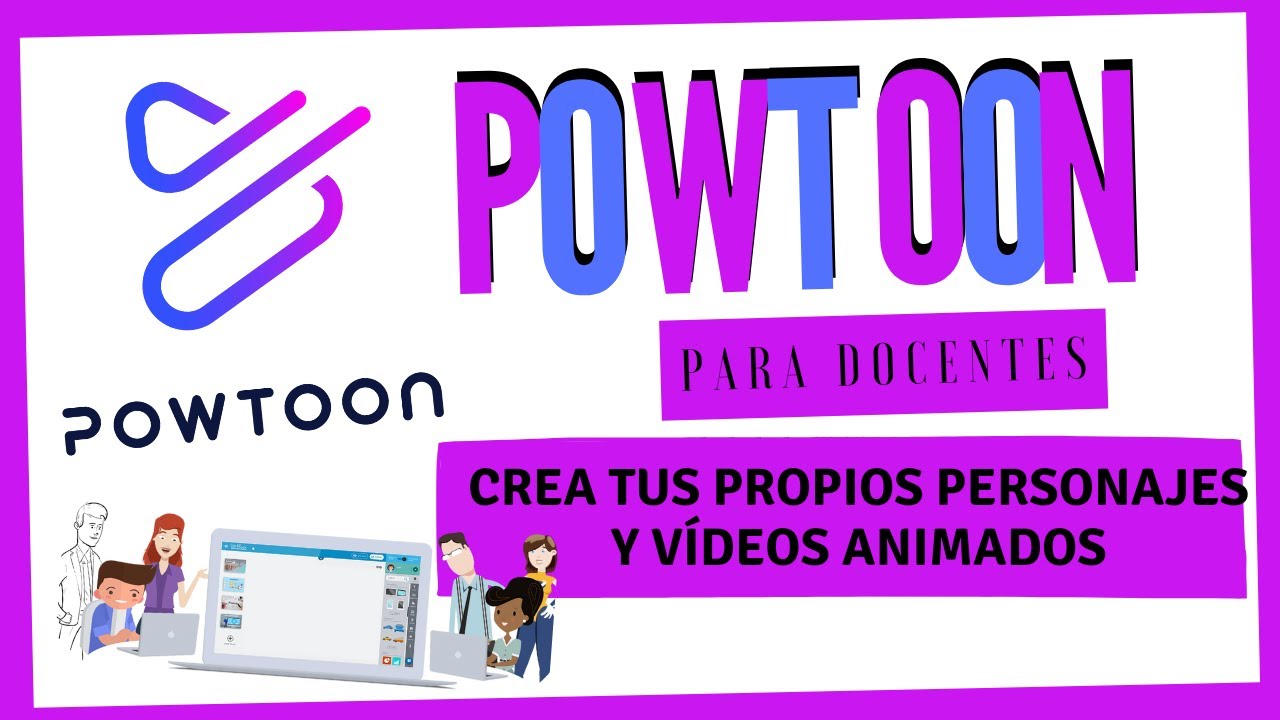 POWTOON
PARA DOCENTES
POWTOON
CREA TUS PROPIOS PERSONAJES
Y VÍDEOS ANIMADOS